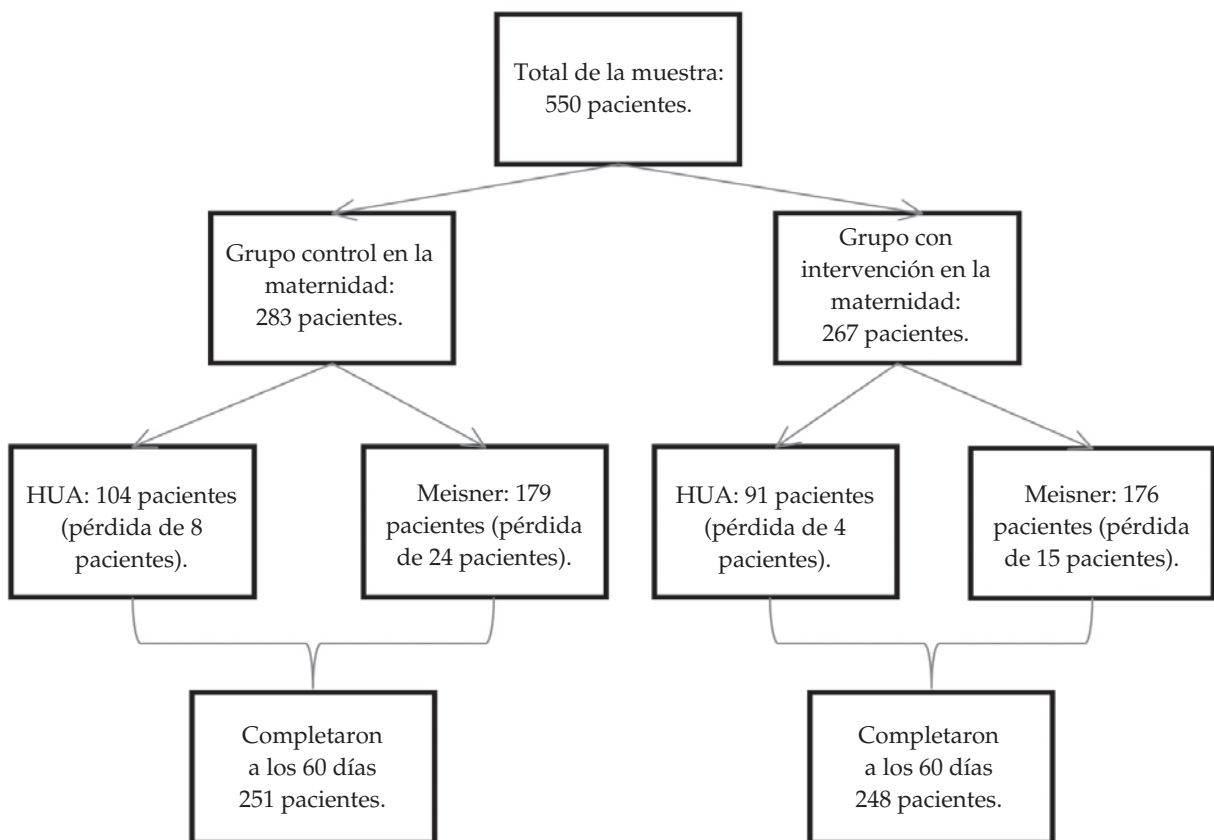 Total de la muestra:
550 pacientes.
Grupo control en la
maternidad:
283 pacientes.
Grupo con
intervención en la
maternidad:
267 pacientes.
HUA: 104 pacientes
(pérdida de 8
pacientes).
Meisner: 179
pacientes (pérdida
de 24 pacientes).
HUA: 91 pacientes
(pérdida de 4
pacientes).
Meisner: 176
pacientes (pérdida
de 15 pacientes).
Completaron
a los 60 días
251 pacientes.
Completaron
a los 60 días
248 pacientes.